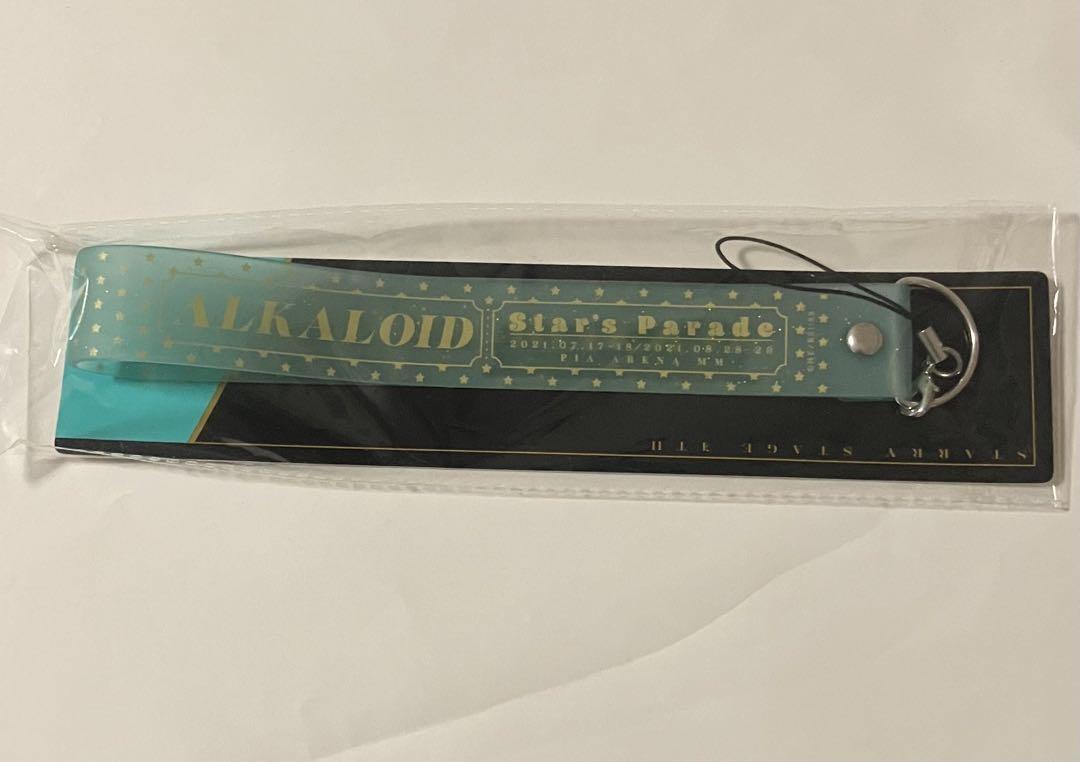 ALKALOID
Star's Parade
2021.07.17-18/2021.08.28-29
PIA ARENA MM
STARRY STAGE 4TH